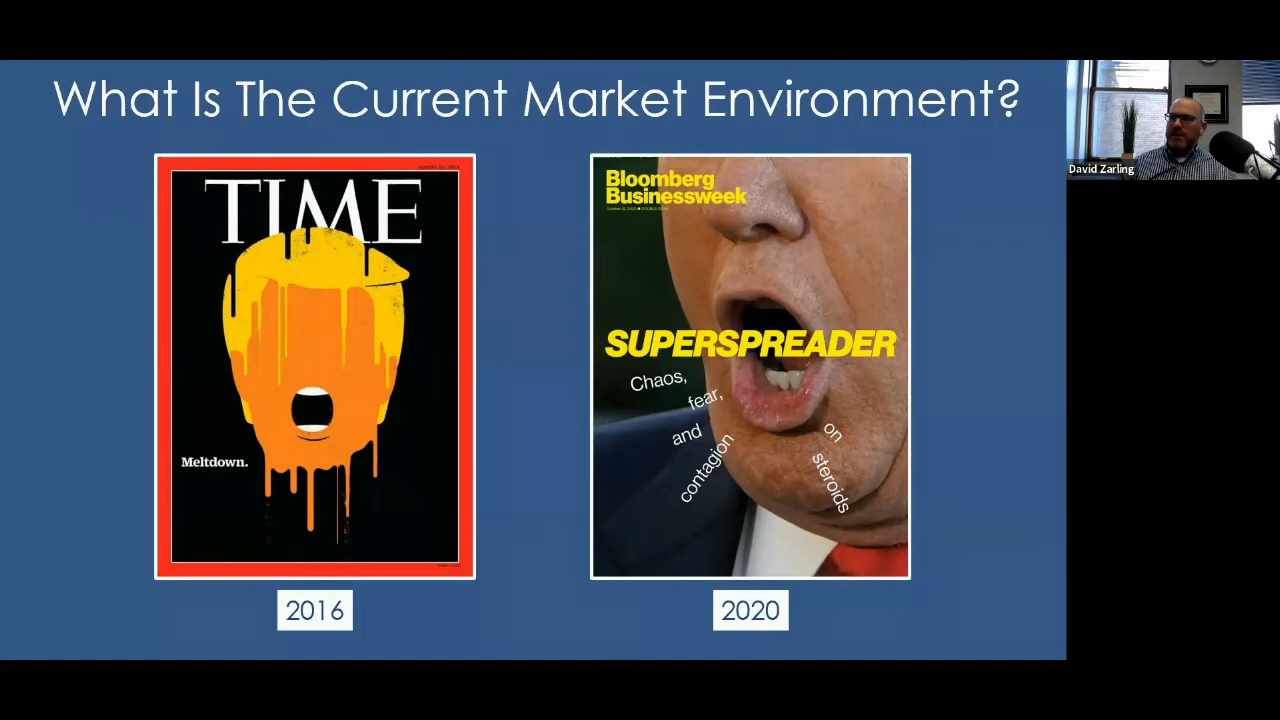 What Is The Current Market Environment?
TIME
Meltdown.
2016
Bloomberg
Businessweek
SUPERSPREADER
Chaos,
fear,
and
contagion
on
steroids
2020
David Zarling